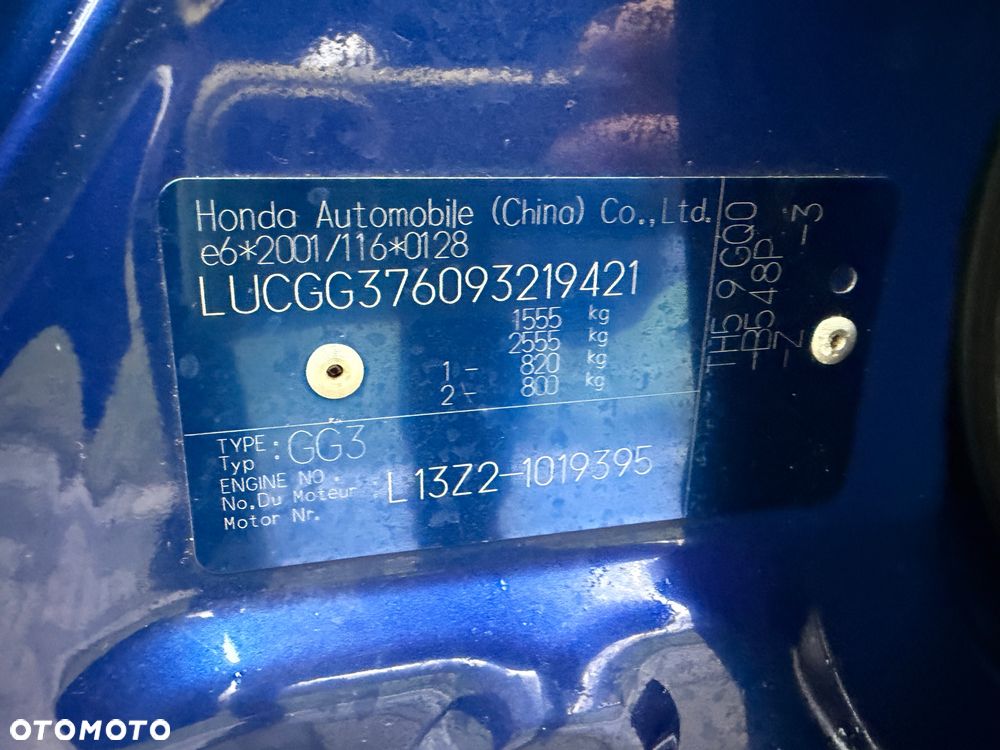 Honda Automobile (China) Co.,Ltd.
e6*2001/116*0128
LUCGG376093219421
1555 kg
2555 kg
1 - 820 kg
2 - 800 kg
TYPE : GG3
Typ
ENGINE NO.
No.Du Moteur : L13Z2-1019395
Motor Nr.
TH5 9 GQ0 -3
-B548P
-Z
OTOMOTO